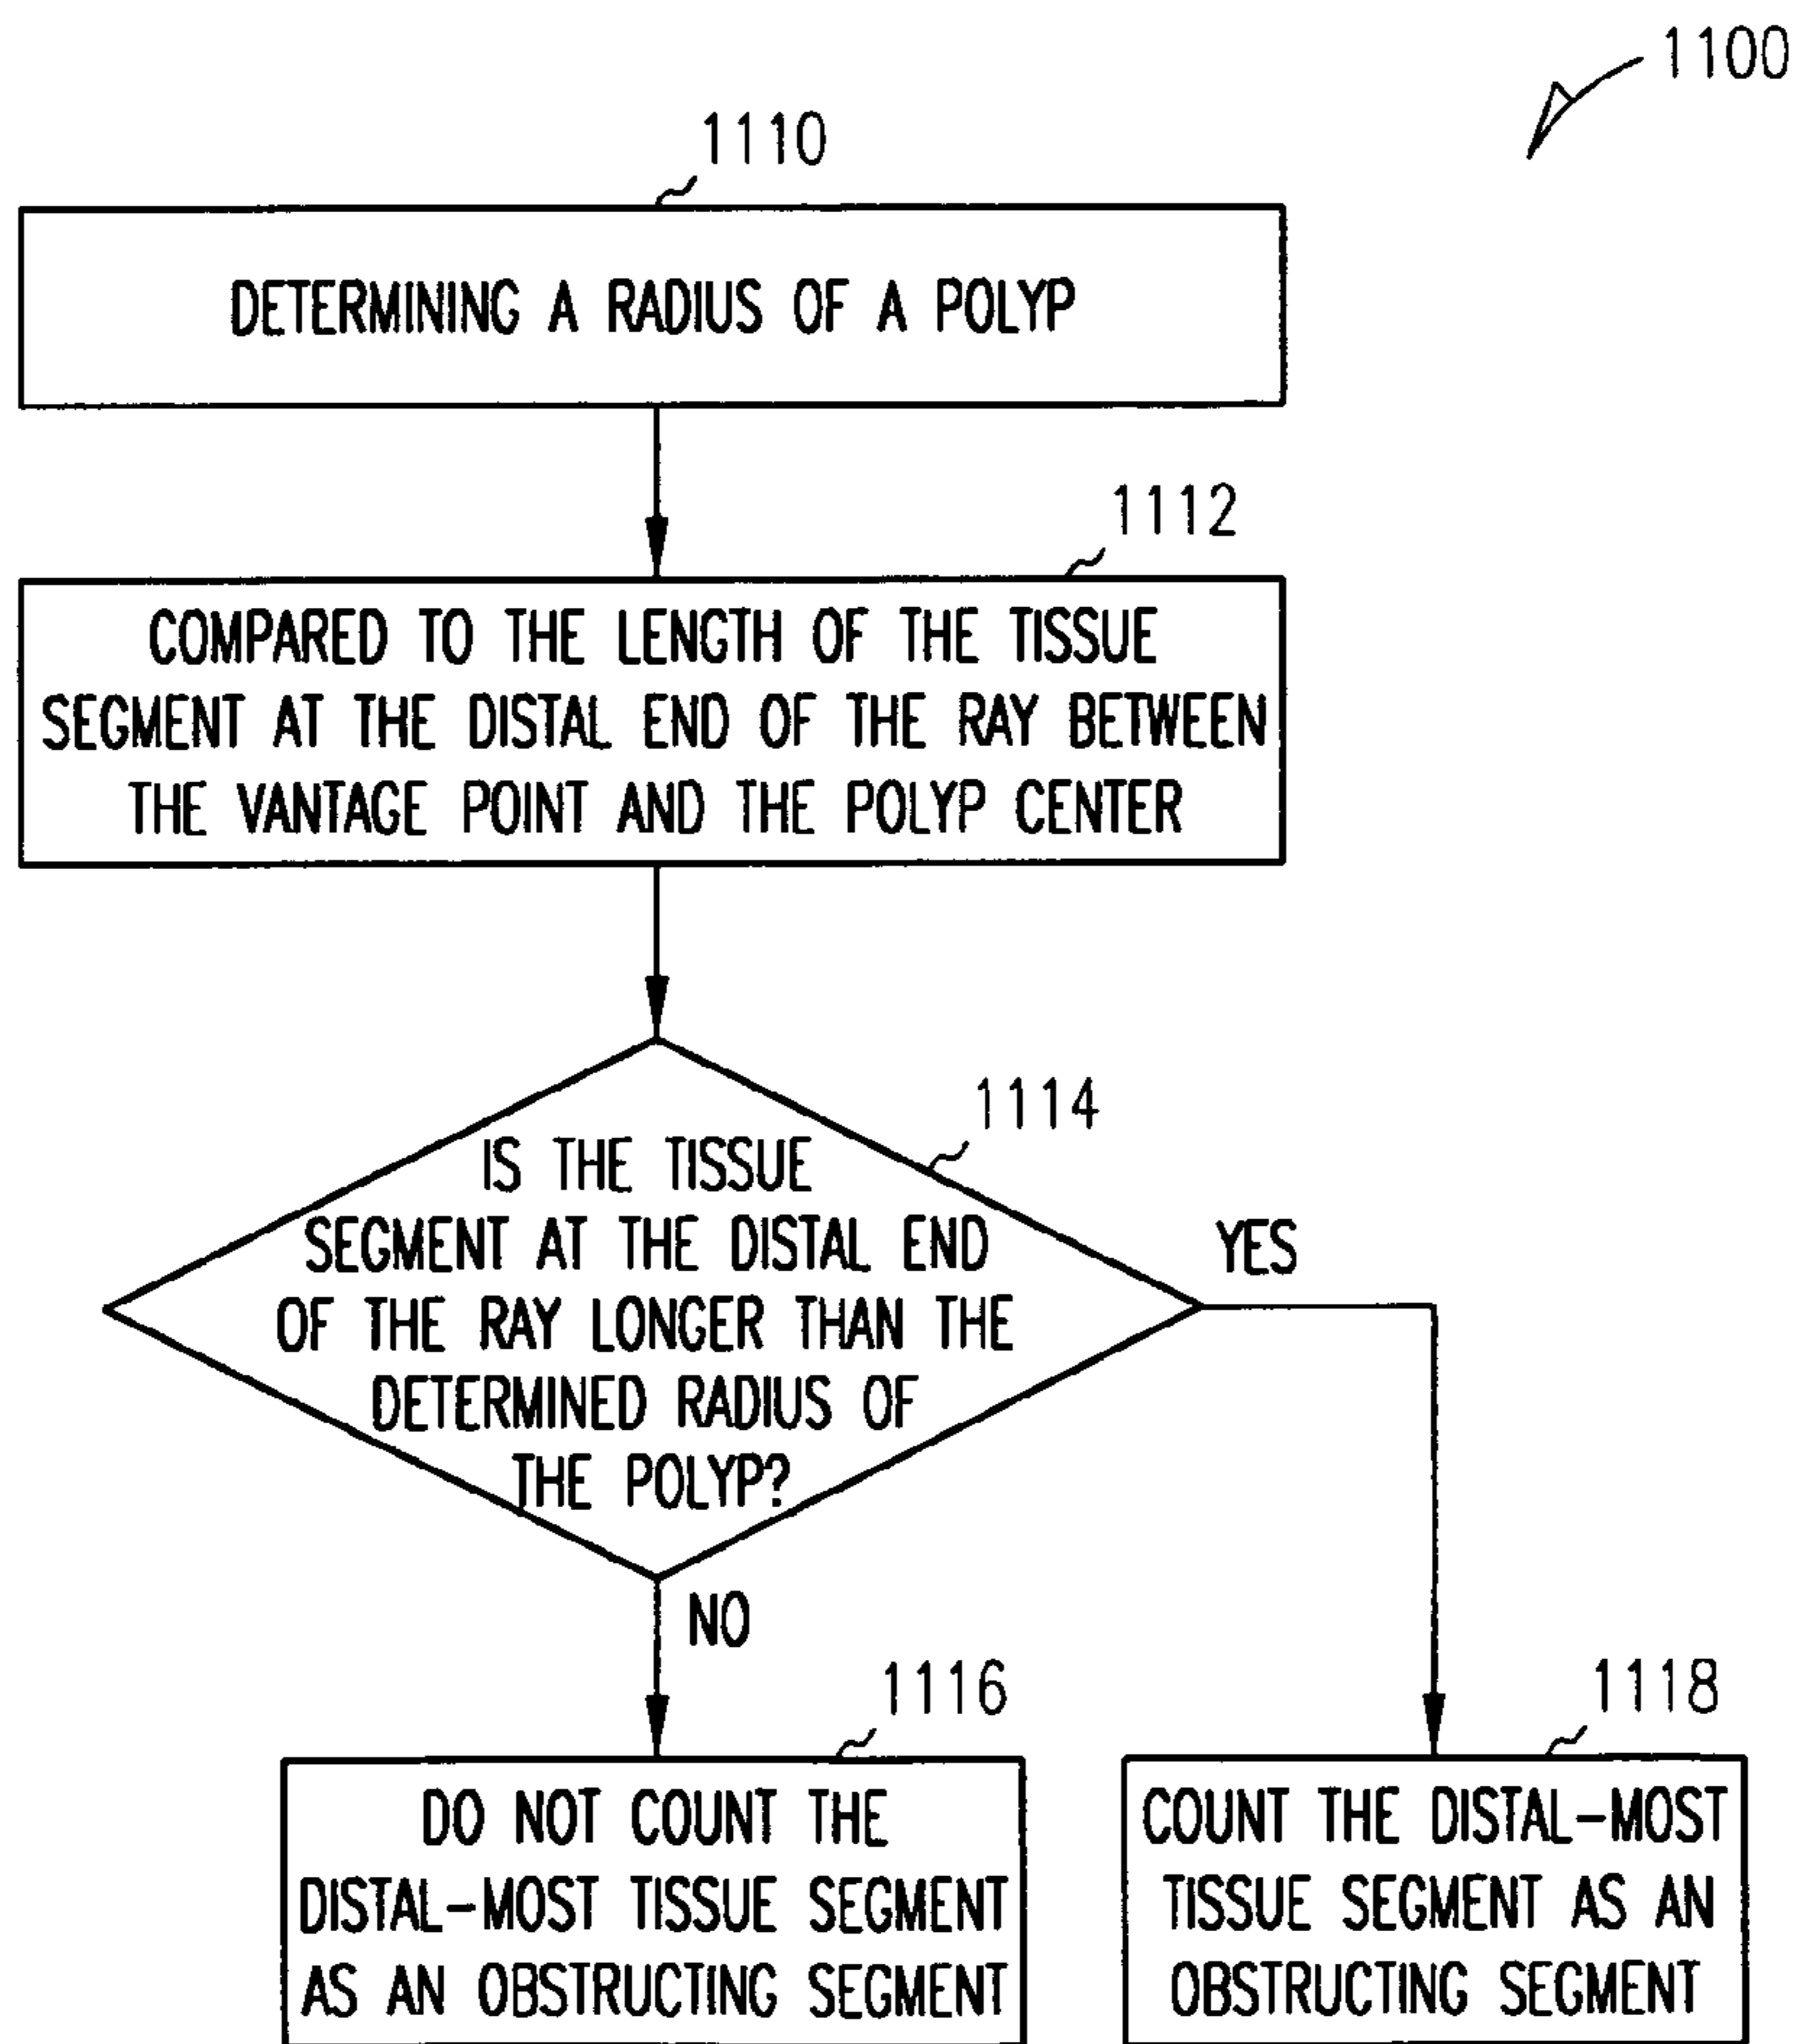 1100
1110
DETERMINING A RADIUS OF A POLYP
1112
COMPARED TO THE LENGTH OF THE TISSUE
SEGMENT AT THE DISTAL END OF THE RAY BETWEEN
THE VANTAGE POINT AND THE POLYP CENTER
1114
IS THE TISSUE
SEGMENT AT THE DISTAL END
OF THE RAY LONGER THAN THE
DETERMINED RADIUS OF
THE POLYP?
YES
NO
1116
DO NOT COUNT THE
DISTAL-MOST TISSUE SEGMENT
AS AN OBSTRUCTING SEGMENT
1118
COUNT THE DISTAL-MOST
TISSUE SEGMENT AS AN
OBSTRUCTING SEGMENT